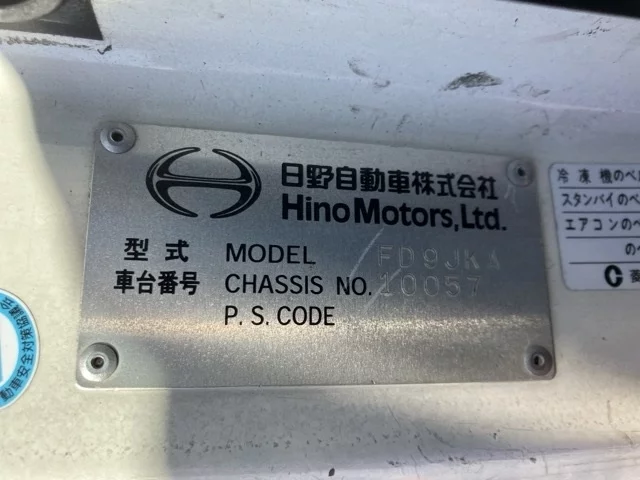 日野自動車株式会社
Hino Motors, Ltd.
型式 MODEL FD9JKA
車台番号 CHASSIS NO. 10057
P. S. CODE
冷凍機のベ
スタンバイのベ
エアコンのベ
のベ